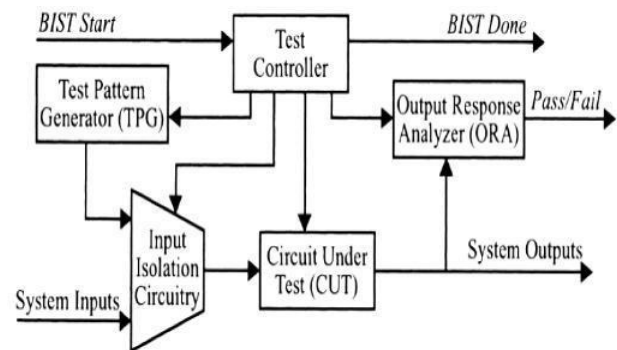 BIST Start
Test
Controller
BIST Done
Test Pattern
Generator (TPG)
Output Response
Analyzer (ORA)
Pass/Fail
Input
Isolation
Circuitry
Circuit Under
Test (CUT)
System Outputs
System Inputs